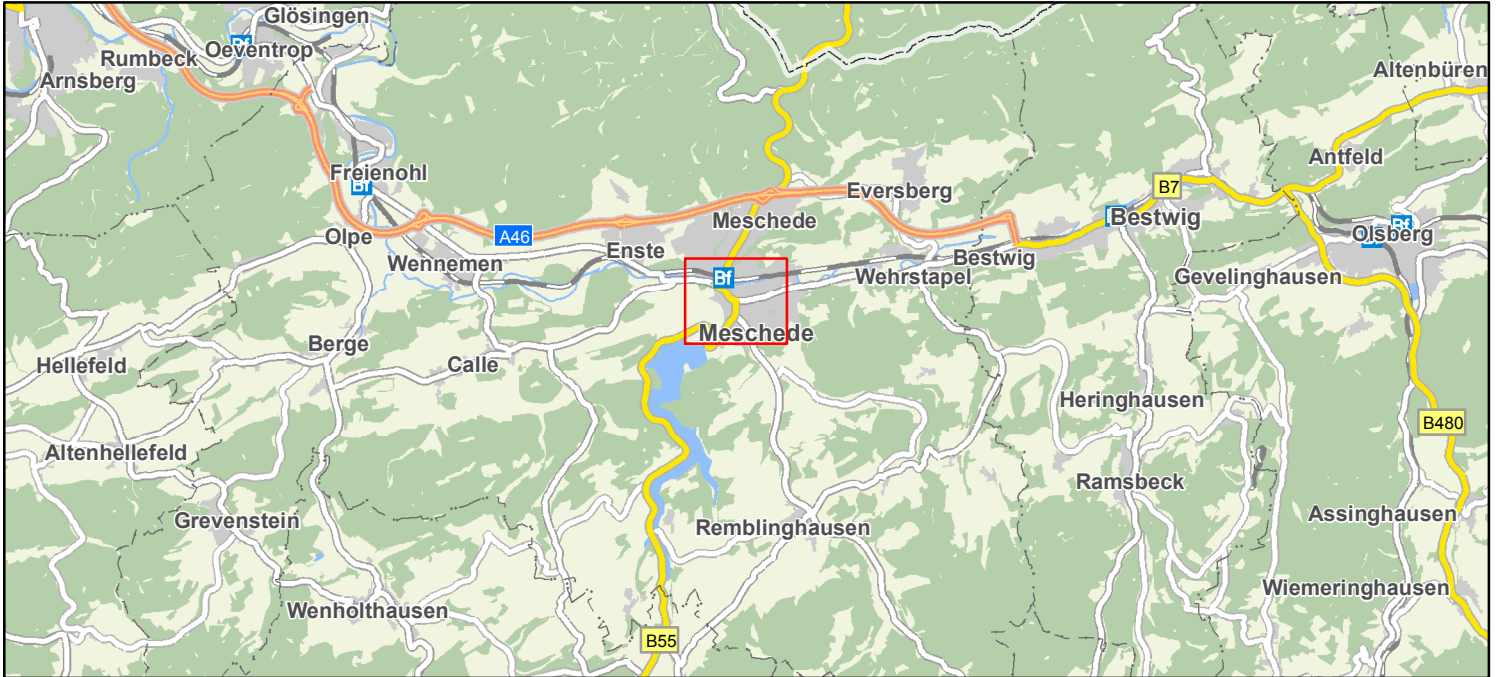 Glösingen
Oeventrop
Bf
Rumbeck
Arnsberg
Altenbüren
Antfeld
Freienohl
Bf
Eversberg
B7
Meschede
Bestwig
Bf
Olsberg
Olpe
A46
Enste
Bestwig
Wennemen
Bf
Wehrstapel
Gevelinghausen
Meschede
Berge
Hellefeld
Calle
Heringhausen
B480
Altenhellefeld
Ramsbeck
Grevenstein
Remblinghausen
Assinghausen
Wiemeringhausen
Wenholthausen
B55